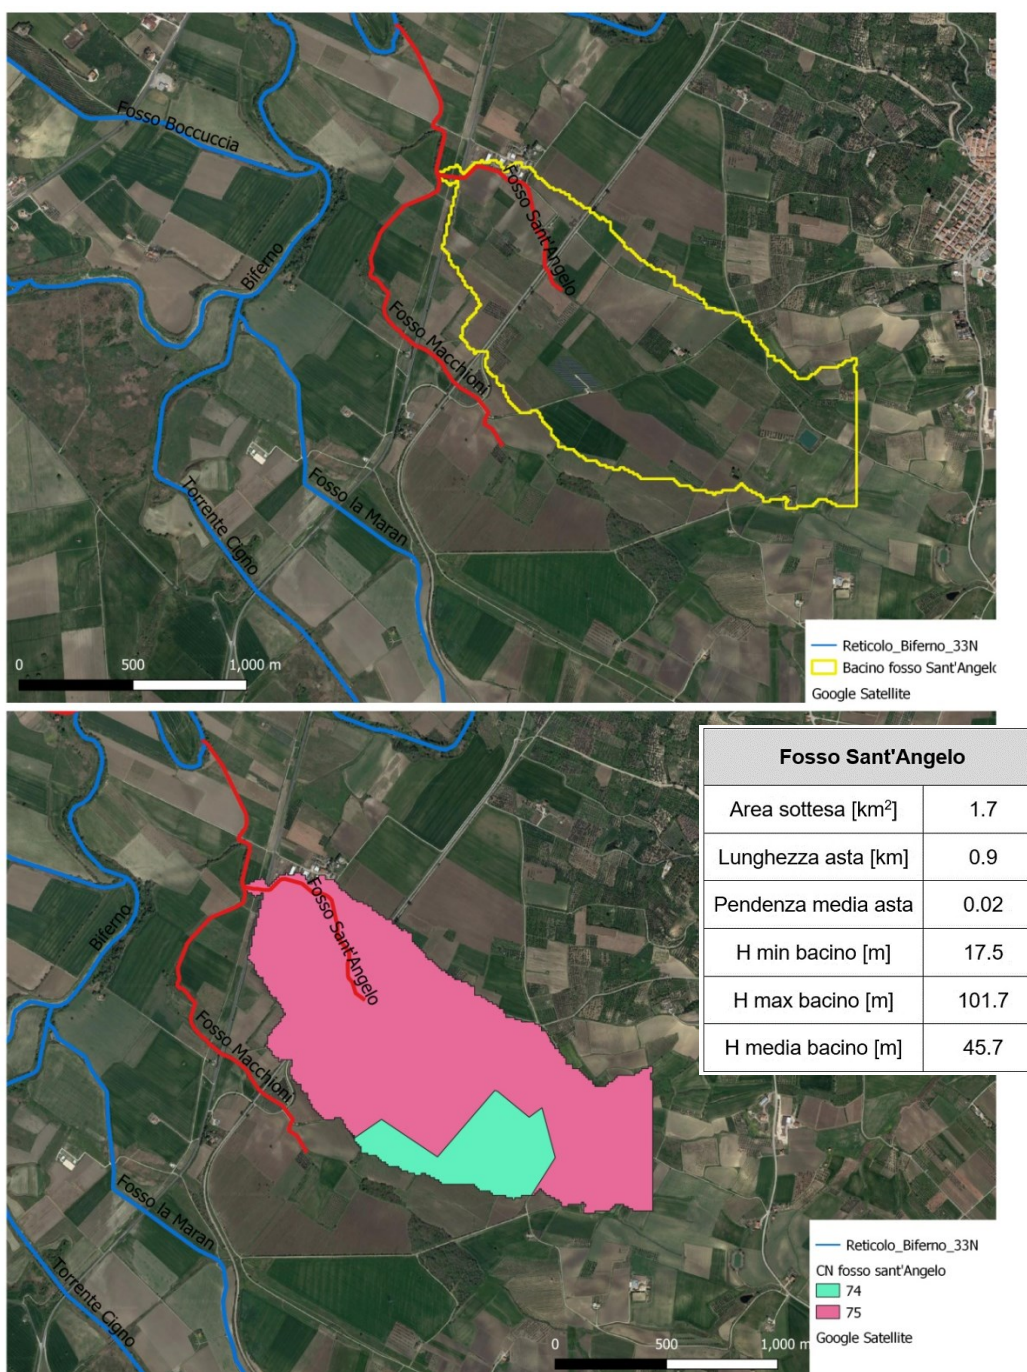 Fosso Boccuccia
Biferno
Fosso Sant'Angelo
Fosso Macchioni
Fosso la Maran
Torrente Cigno
Reticolo_Biferno_33N
Bacino fosso Sant'Angelo
Google Satellite
0 500 1,000 m
Fosso Sant'Angelo
Area sottesa [km²] 1.7
Lunghezza asta [km] 0.9
Pendenza media asta 0.02
H min bacino [m] 17.5
H max bacino [m] 101.7
H media bacino [m] 45.7
Fosso Sant'Angelo
Biferno
Fosso Macchioni
Fosso la Maran
Torrente Cigno
Reticolo_Biferno_33N
CN fosso sant'Angelo
74
75
Google Satellite
0 500 1,000 m